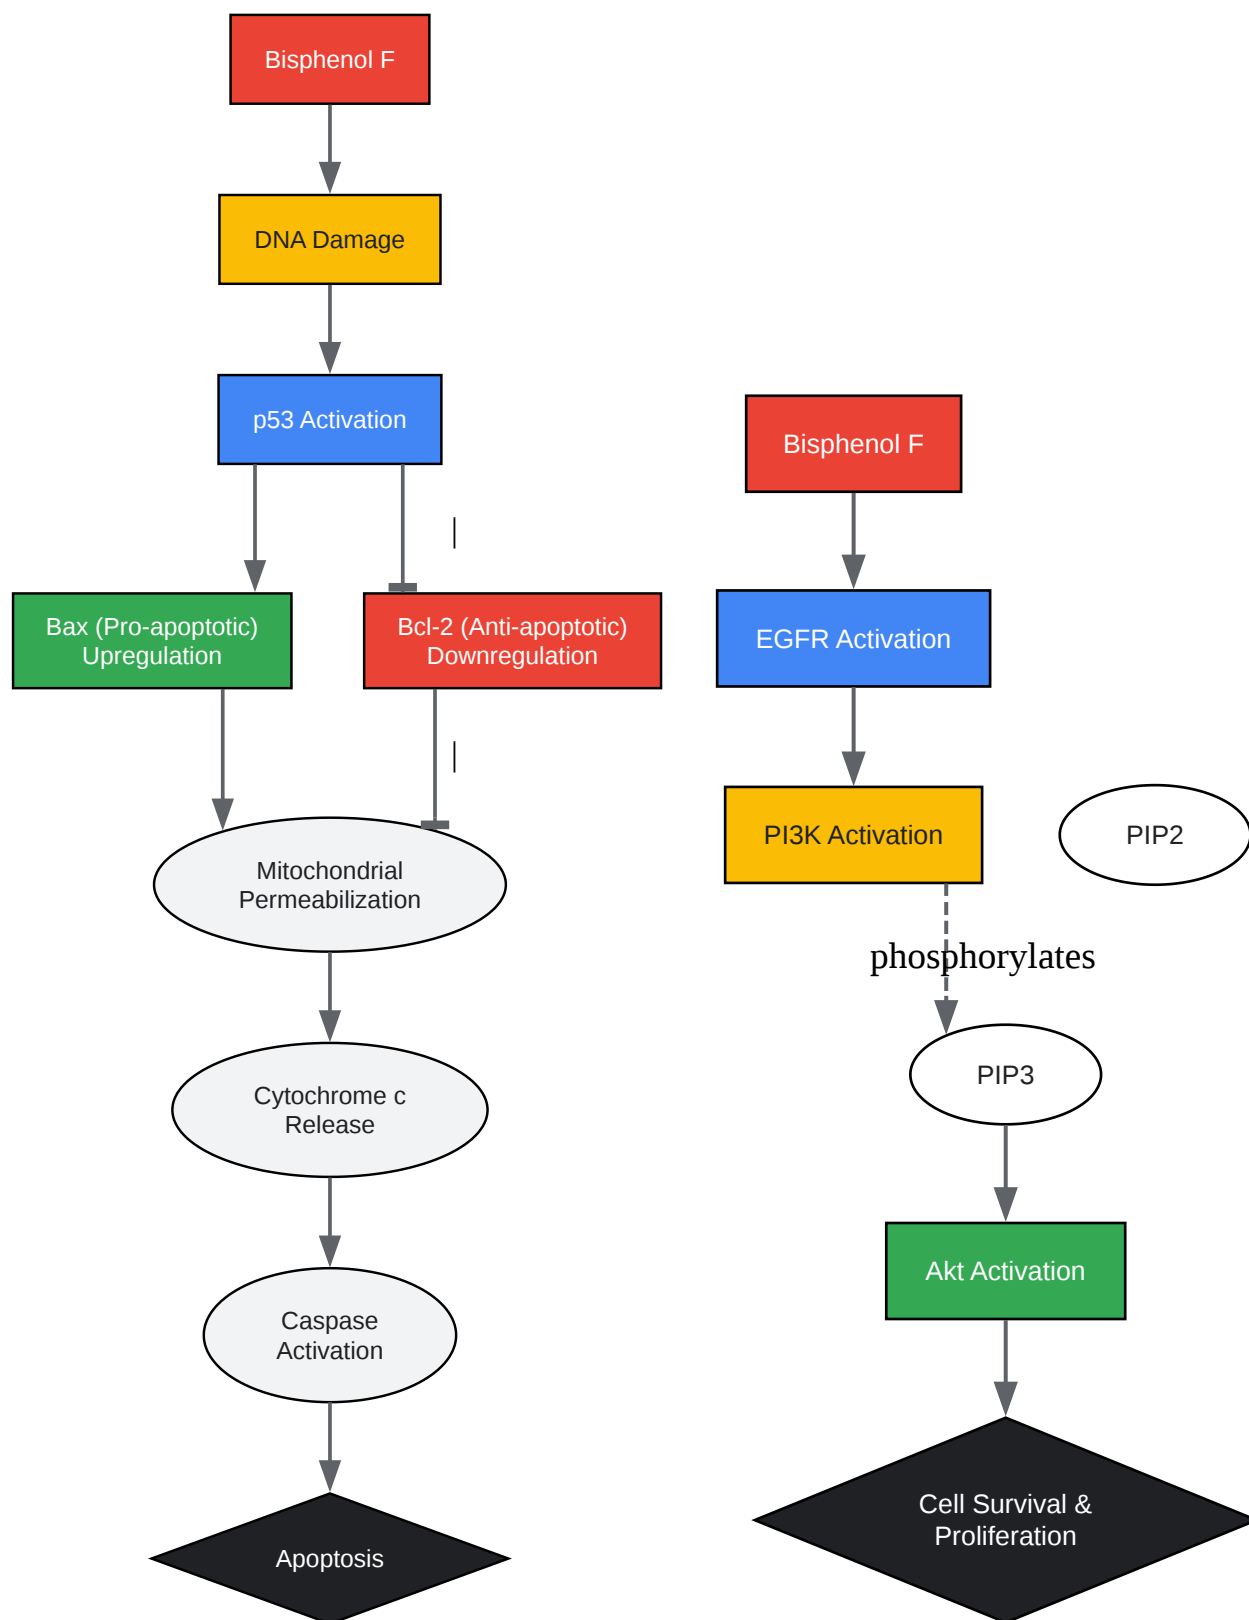 Bisphenol F
DNA Damage
p53 Activation
|
Bax (Pro-apoptotic)
Upregulation
Bcl-2 (Anti-apoptotic)
Downregulation
|
Mitochondrial
Permeabilization
Cytochrome c
Release
Caspase
Activation
Apoptosis
Bisphenol F
EGFR Activation
PI3K Activation
PIP2
phosphorylates
PIP3
Akt Activation
Cell Survival &
Proliferation